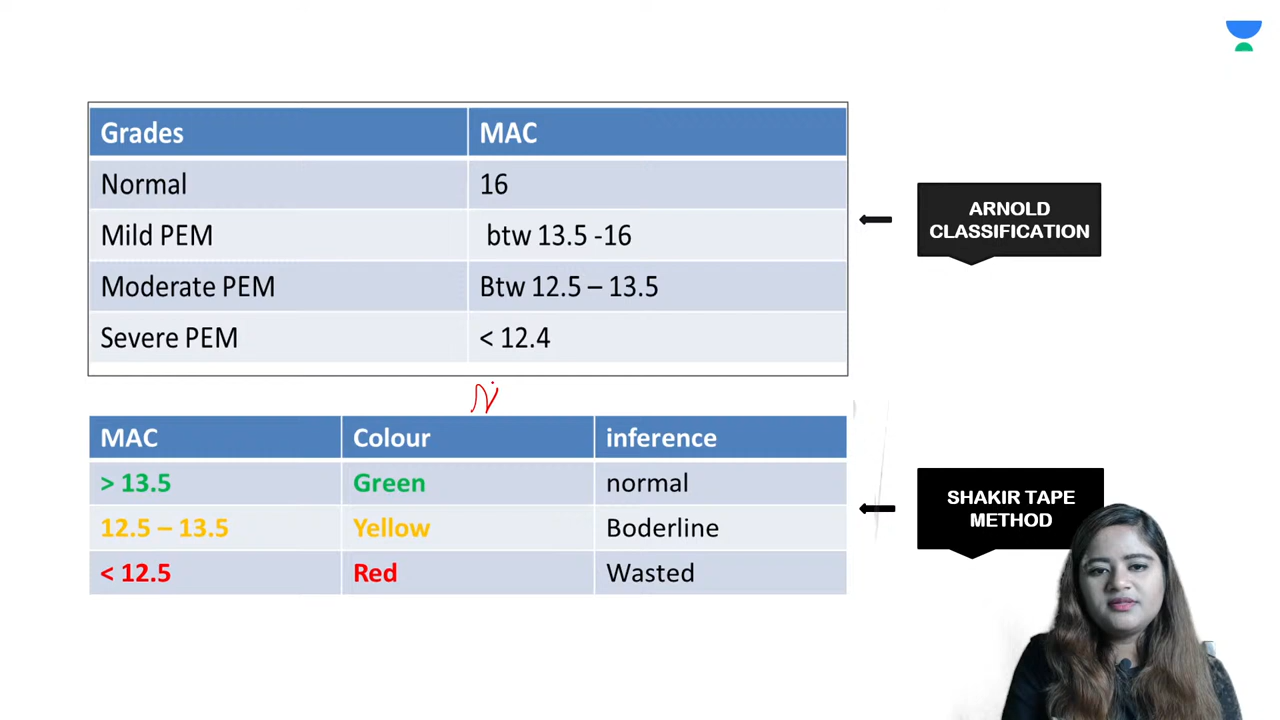 Grades MAC
Normal 16
Mild PEM btw 13.5 -16
Moderate PEM Btw 12.5 – 13.5
Severe PEM < 12.4
ARNOLD
CLASSIFICATION
MAC Colour inference
> 13.5 Green normal
12.5 – 13.5 Yellow Boderline
< 12.5 Red Wasted
SHAKIR TAPE
METHOD